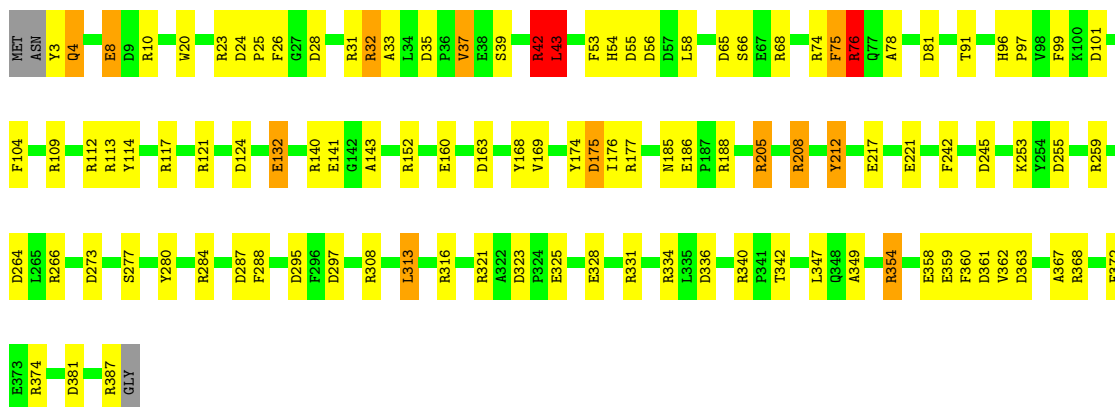 MET ASN Y3 Q4 E8 D9 R10 W20 R23 D24 P25 F26 G27 D28 R31 R32 A33 L34 D35 P36 V37 E38 S39 R42 L43 F53 H54 D55 D56 D57 L58 D65 S66 E67 R68 R74 F75 R76 Q77 A78 D81 T91 H96 P97 V98 F99 K100 D101
F104 R109 R112 R113 Y114 R117 R121 D124 E132 R140 E141 G142 A143 R152 E160 D163 Y168 V169 Y174 D175 I176 R177 N185 E186 P187 R188 R205 R208 Y212 E217 E221 F242 D245 K253 Y254 D255 R259
D264 L265 R266 D273 S277 Y280 R284 D287 F288 D295 F296 D297 R308 L313 R316 R321 A322 D323 P324 E325 E328 R331 R334 L335 D336 R340 P341 T342 L347 Q348 A349 R354 E358 E359 F360 D361 V362 D363 A367 R368
E373 R374 D381 R387 GLY